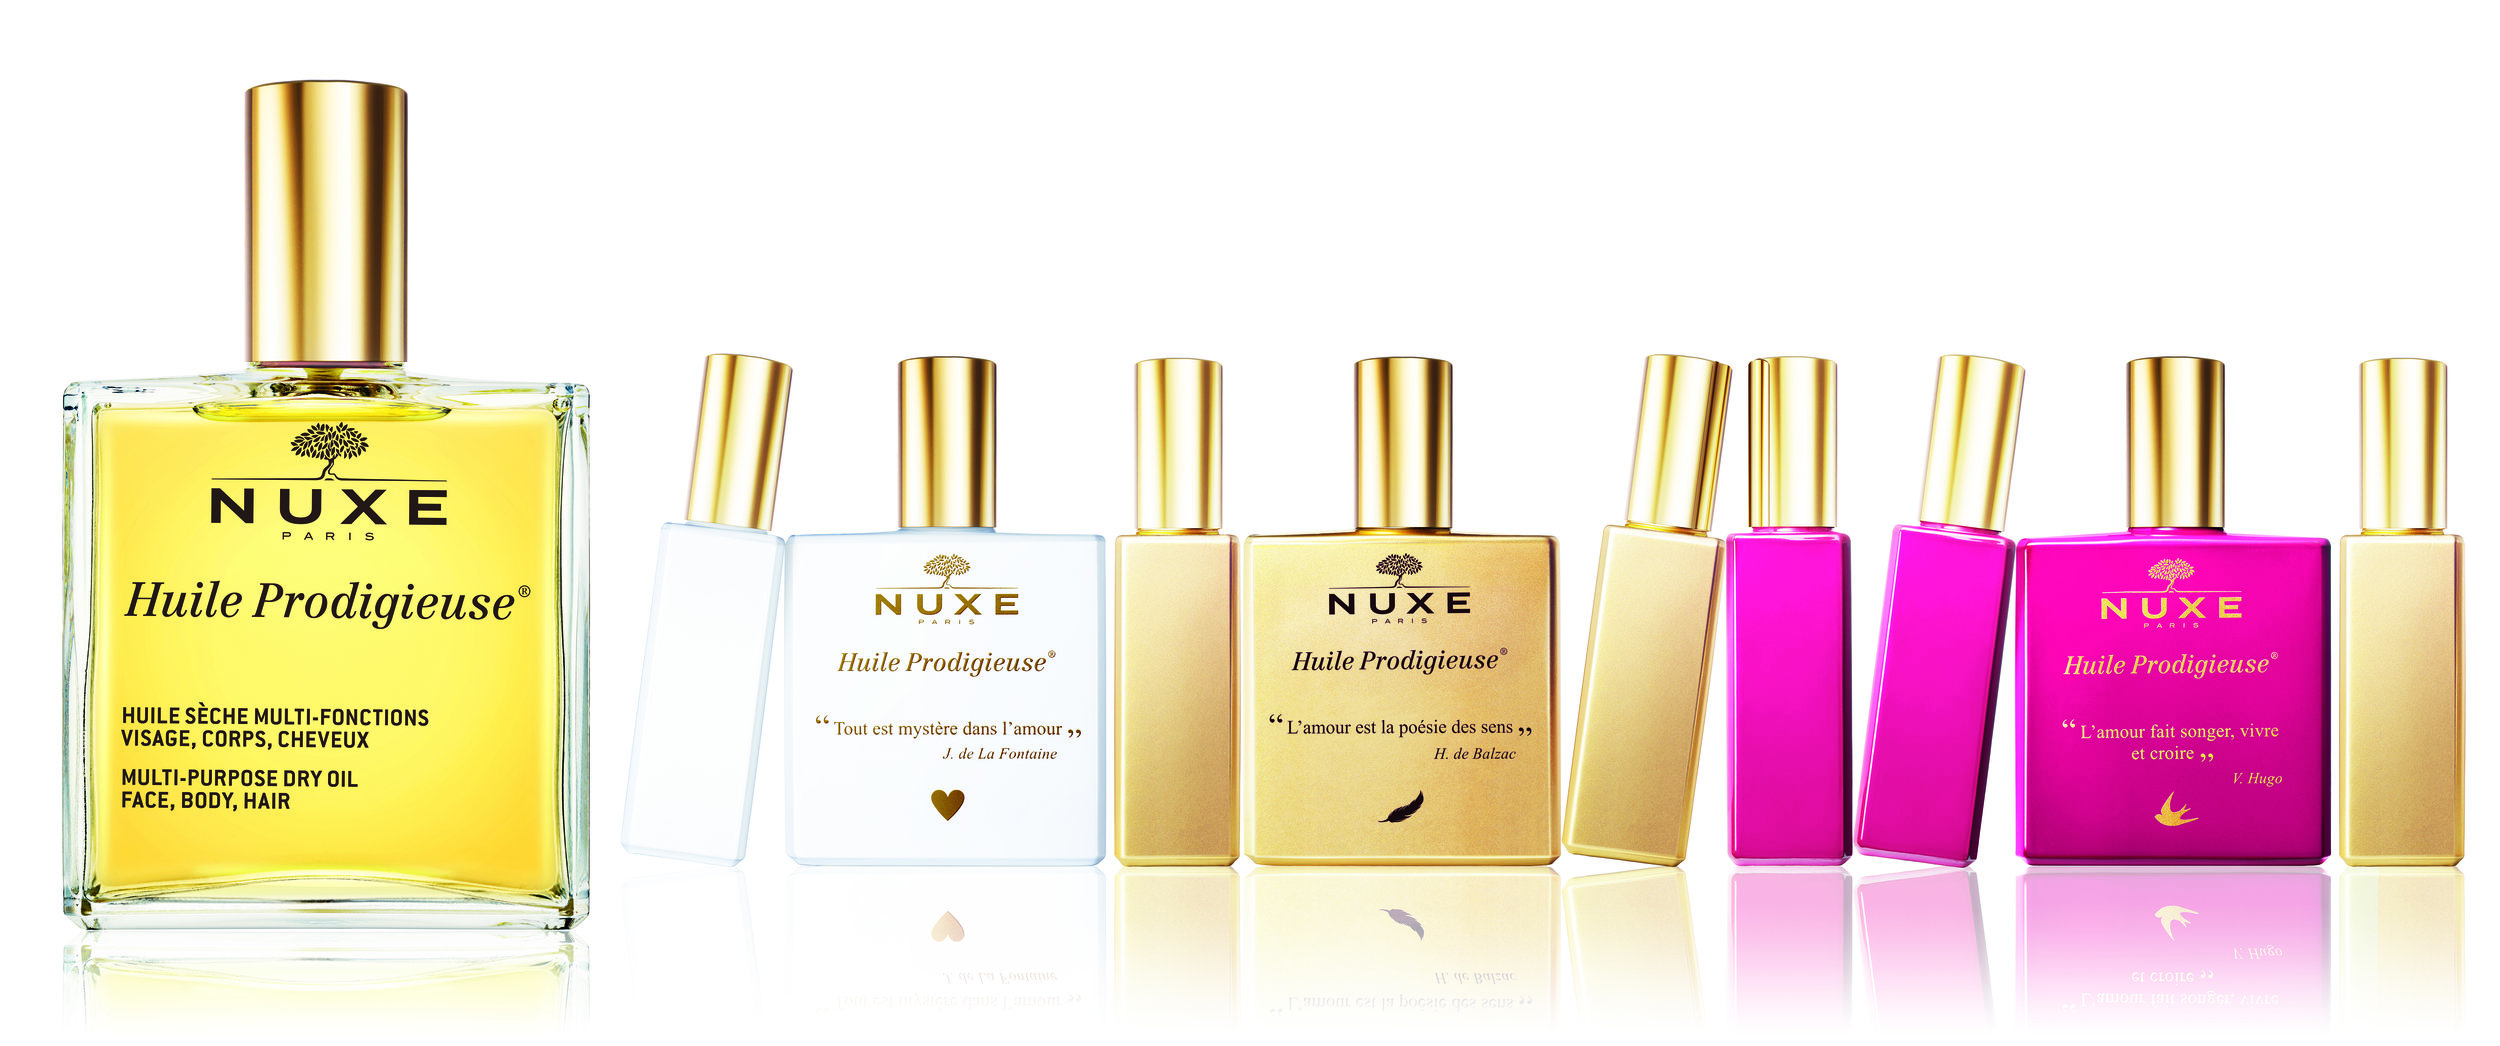 NUXE
PARIS
Huile Prodigieuse®
HUILE SÈCHE MULTI-FONCTIONS
VISAGE, CORPS, CHEVEUX
MULTI-PURPOSE DRY OIL
FACE, BODY, HAIR
NUXE
PARIS
Huile Prodigieuse®
“ Tout est mystère dans l’amour ”
J. de La Fontaine
NUXE
PARIS
Huile Prodigieuse®
“ L’amour est la poésie des sens ”
H. de Balzac
NUXE
PARIS
Huile Prodigieuse®
“ L’amour fait songer, vivre
et croire ”
V. Hugo